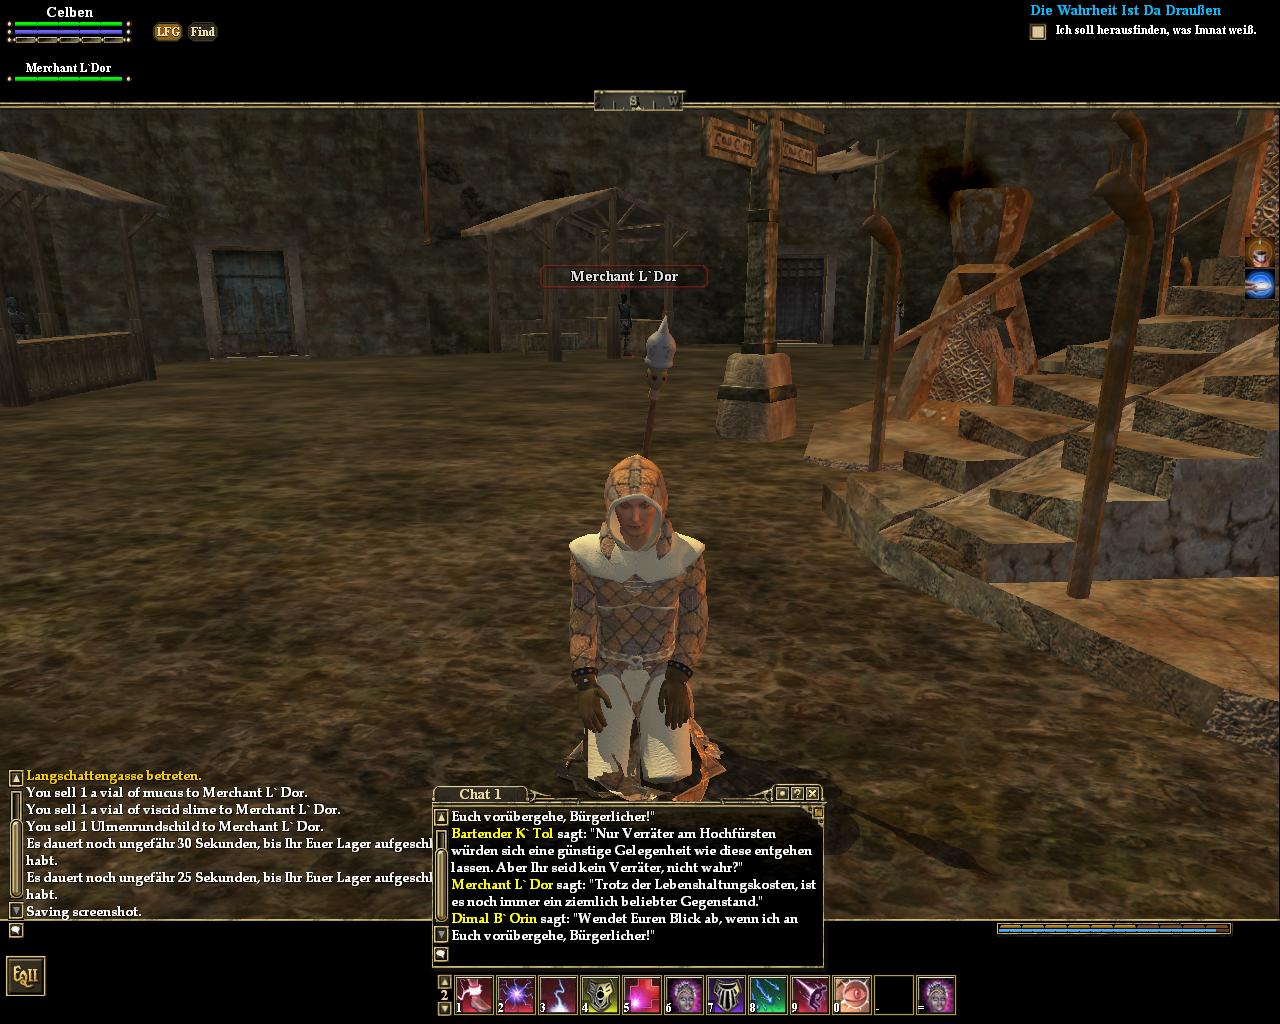 Celben
LFG
Find
Merchant L`Dor
Die Wahrheit Ist Da Draußen
Ich soll herausfinden, was Imnat weiß.
S
W
Merchant L`Dor
Langschattengasse betreten.
You sell 1 a vial of mucus to Merchant L`Dor.
You sell 1 a vial of viscid slime to Merchant L`Dor.
You sell 1 Ulmenrundschild to Merchant L`Dor.
Es dauert noch ungefähr 30 Sekunden, bis Ihr Euer Lager aufgeschl
habt.
Es dauert noch ungefähr 25 Sekunden, bis Ihr Euer Lager aufgeschl
habt.
Saving screenshot.
Chat 1
Euch vorübergehe, Bürgerlicher!"
Bartender K`Tol sagt: "Nur Verräter am Hochfürsten
würden sich eine günstige Gelegenheit wie diese entgehen
lassen. Aber Ihr seid kein Verräter, nicht wahr?"
Merchant L`Dor sagt: "Trotz der Lebenshaltungskosten, ist
es noch immer ein ziemlich beliebter Gegenstand."
Dimal B`Orin sagt: "Wendet Euren Blick ab, wenn ich an
Euch vorübergehe, Bürgerlicher!"
EQII
2
1 2 3 4 5 6 7 8 9 0 - =